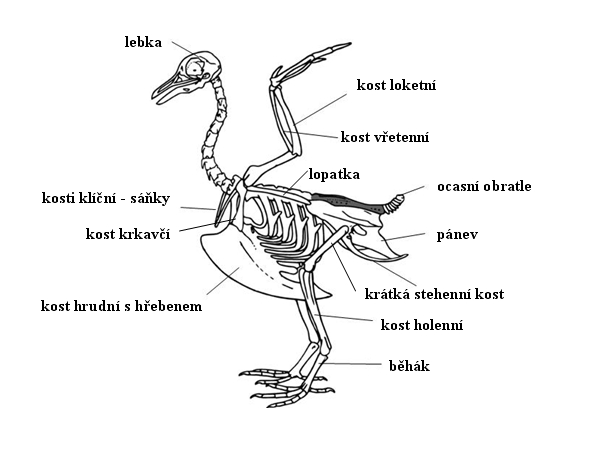 lebka
kost loketní
kost vřetenní
lopatka
ocasní obratle
kosti klíční - sáňky
kost krkavčí
pánev
krátká stehenní kost
kost hrudní s hřebenem
kost holenní
běhák